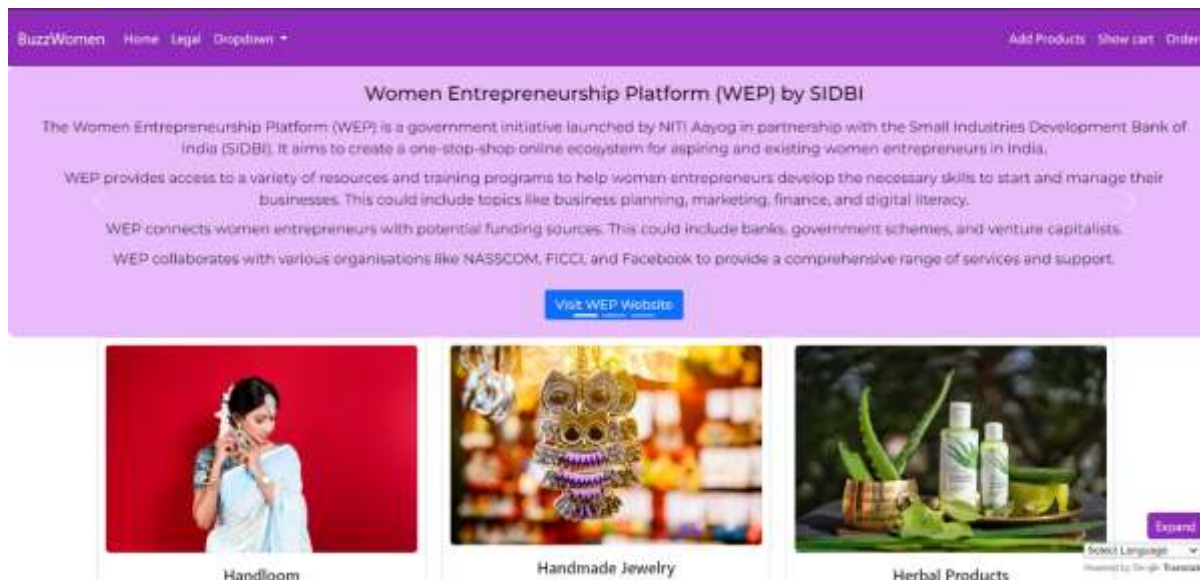 BuzzWomen Home Legal Dropdown Add Products Show cart Order
Women Entrepreneurship Platform (WEP) by SIDBI
The Women Entrepreneurship Platform (WEP) is a government initiative launched by NITI Aayog in partnership with the Small Industries Development Bank of
India (SIDBI). It aims to create a one-stop-shop online ecosystem for aspiring and existing women entrepreneurs in India.
WEP provides access to a variety of resources and training programs to help women entrepreneurs develop the necessary skills to start and manage their
businesses. This could include topics like business planning, marketing, finance, and digital literacy.
WEP connects women entrepreneurs with potential funding sources. This could include banks, government schemes, and venture capitalists.
WEP collaborates with various organisations like NASSCOM, FICCI, and Facebook to provide a comprehensive range of services and support.
Visit WEP Website
Expand
Select Language
Powered by Google Translate
Handloom
Handmade Jewelry
Herbal Products